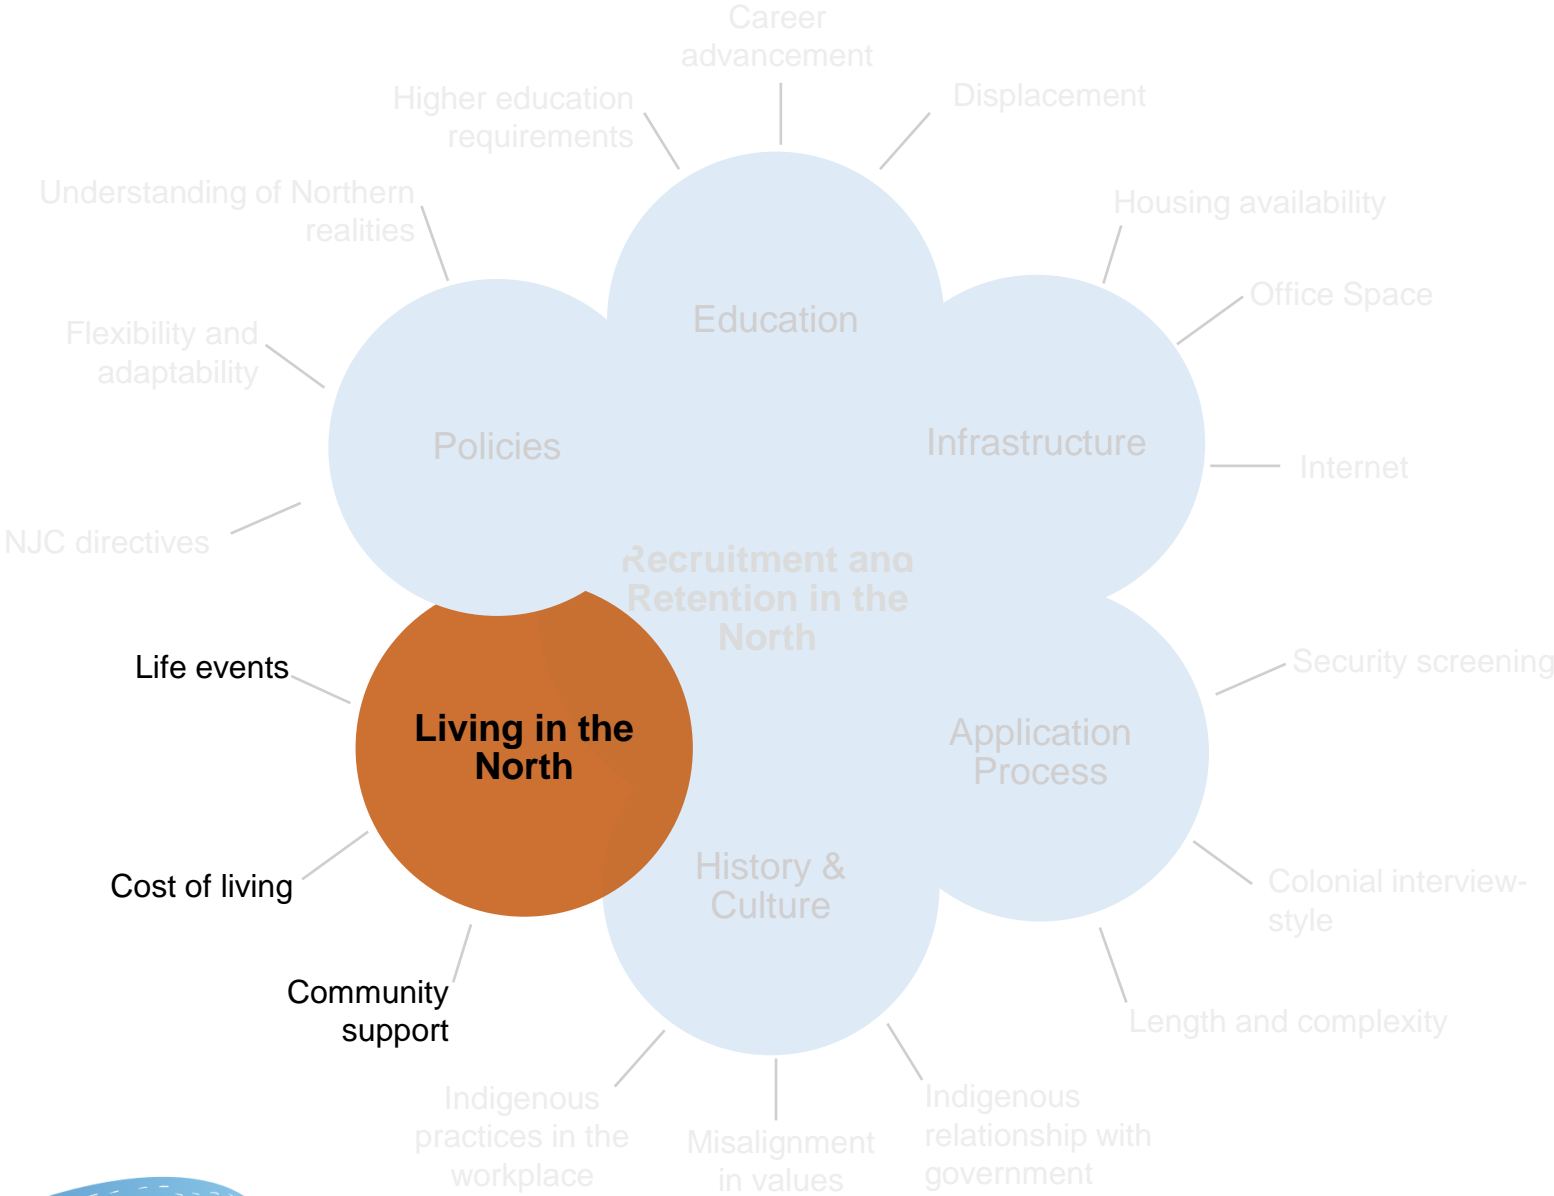 Career
advancement
Higher education
requirements
Displacement
Understanding of Northern
realities
Housing availability
Office Space
Education
Flexibility and
adaptability
Policies
Infrastructure
Internet
NJC directives
Recruitment and
Retention in the
North
Life events
Security screening
Living in the
North
Application
Process
Cost of living
History &
Culture
Colonial interview-
style
Community
support
Length and complexity
Indigenous
practices in the
workplace
Misalignment
in values
Indigenous
relationship with
government